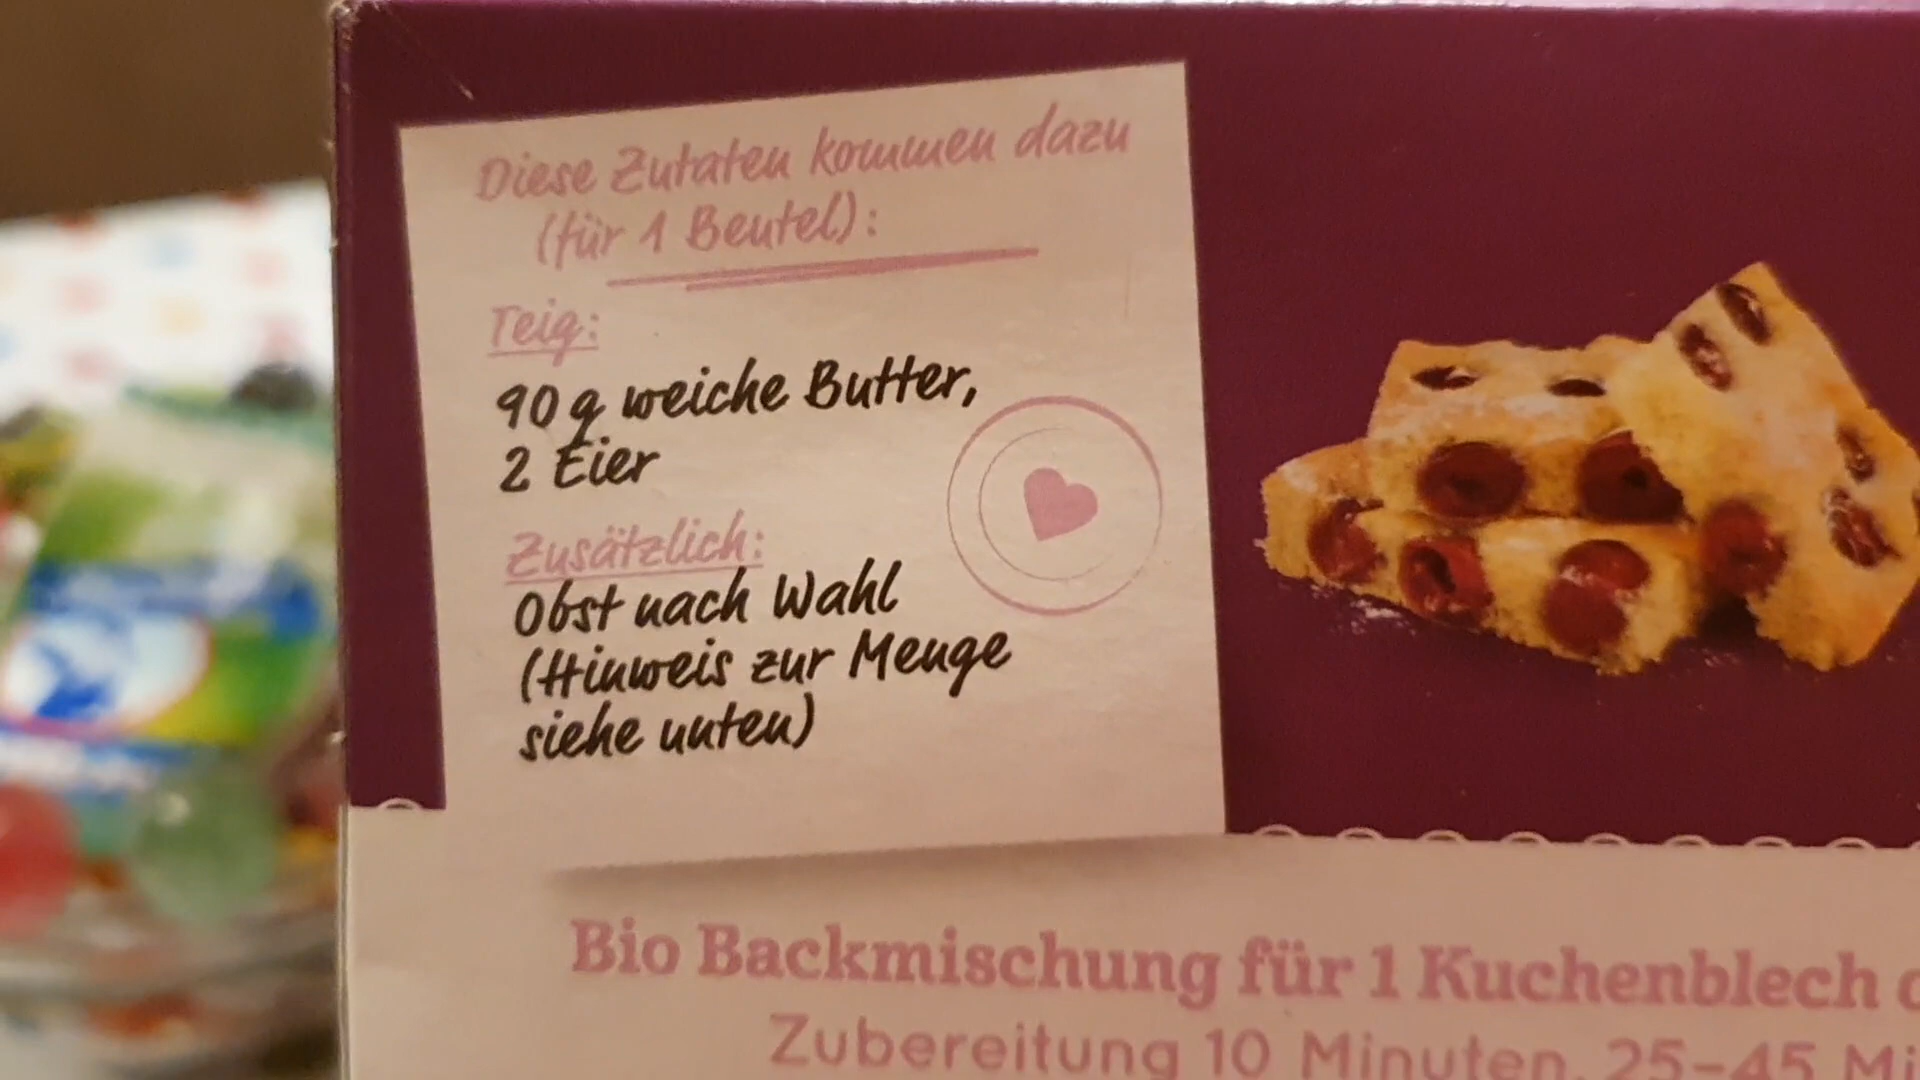 Diese Zutaten kommen dazu
(für 1 Beutel):
Teig:
90 g weiche Butter,
2 Eier
Zusätzlich:
Obst nach Wahl
(Hinweis zur Menge
siehe unten)
Bio Backmischung für 1 Kuchenblech
Zubereitung 10 Minuten, 25–45